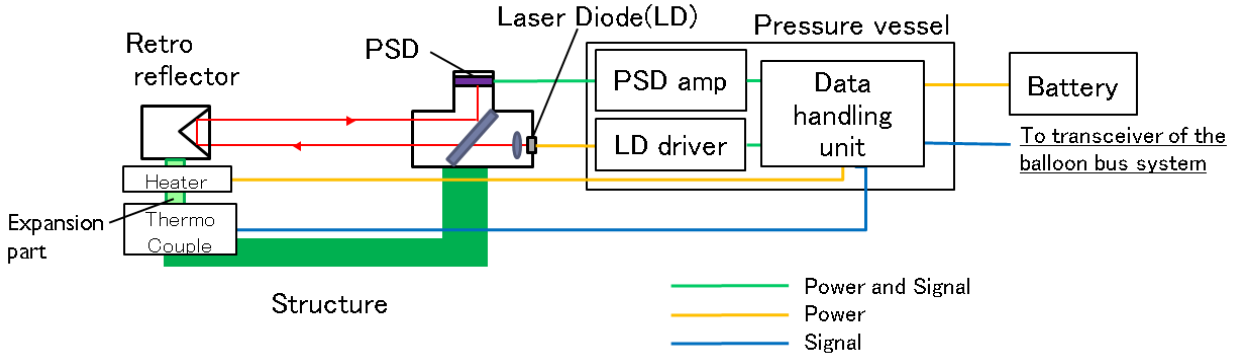 Laser Diode(LD)
Pressure vessel
Retro
reflector
PSD
PSD amp
Data
handling
unit
Battery
LD driver
To transceiver of the
balloon bus system
Heater
Expansion
part
Thermo
Couple
Structure
Power and Signal
Power
Signal